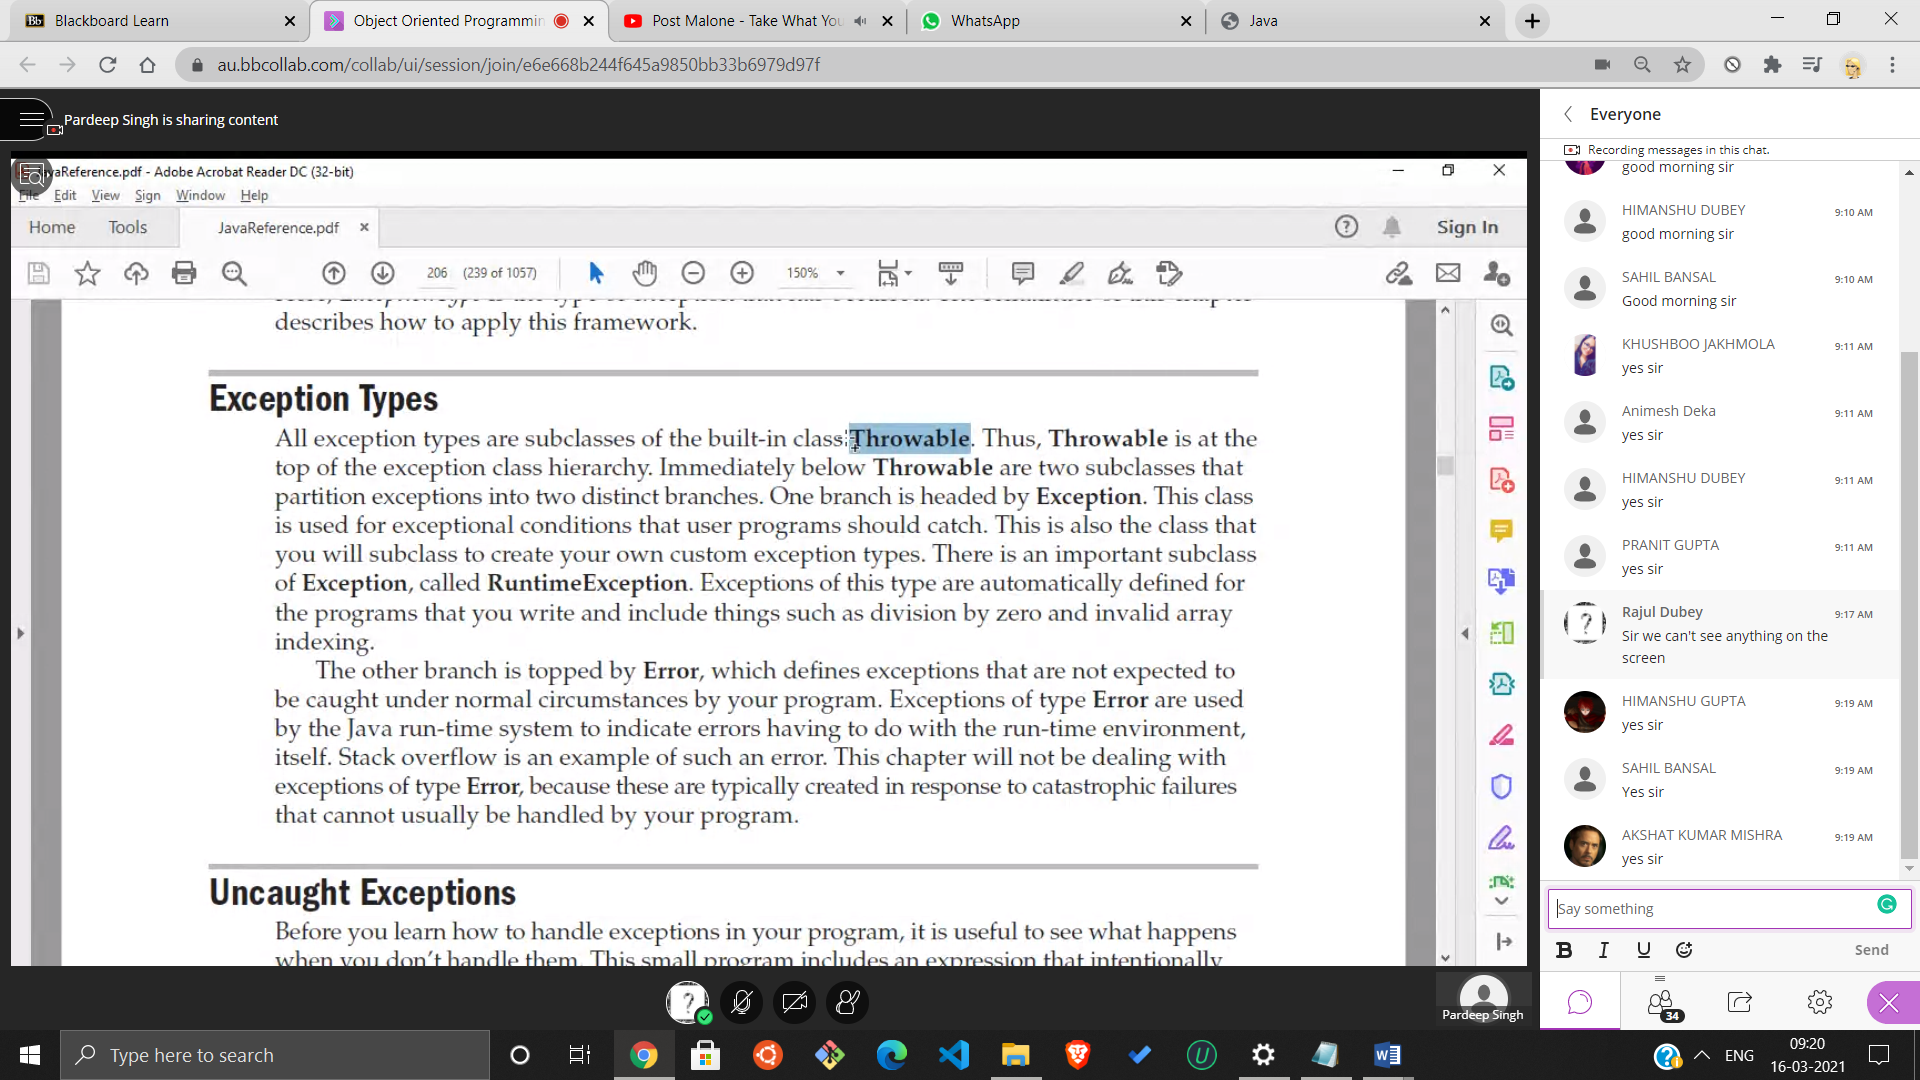 Blackboard Learn
Object Oriented Programmin
Post Malone - Take What You
WhatsApp
Java
au.bbcollab.com/collab/ui/session/join/e6e668b244f645a9850bb33b6979d97f
Pardeep Singh is sharing content
avaReference.pdf - Adobe Acrobat Reader DC (32-bit)
File Edit View Sign Window Help
Home Tools JavaReference.pdf
Sign In
206 (239 of 1057) 150%
describes how to apply this framework.
Exception Types
All exception types are subclasses of the built-in class Throwable. Thus, Throwable is at the
top of the exception class hierarchy. Immediately below Throwable are two subclasses that
partition exceptions into two distinct branches. One branch is headed by Exception. This class
is used for exceptional conditions that user programs should catch. This is also the class that
you will subclass to create your own custom exception types. There is an important subclass
of Exception, called RuntimeException. Exceptions of this type are automatically defined for
the programs that you write and include things such as division by zero and invalid array
indexing.
The other branch is topped by Error, which defines exceptions that are not expected to
be caught under normal circumstances by your program. Exceptions of type Error are used
by the Java run-time system to indicate errors having to do with the run-time environment,
itself. Stack overflow is an example of such an error. This chapter will not be dealing with
exceptions of type Error, because these are typically created in response to catastrophic failures
that cannot usually be handled by your program.
Uncaught Exceptions
Before you learn how to handle exceptions in your program, it is useful to see what happens
when you don't handle them. This small program includes an expression that intentionally
Pardeep Singh
Everyone
Recording messages in this chat.
good morning sir
HIMANSHU DUBEY 9:10 AM
good morning sir
SAHIL BANSAL 9:10 AM
Good morning sir
KHUSHBOO JAKHMOLA 9:11 AM
yes sir
Animesh Deka 9:11 AM
yes sir
HIMANSHU DUBEY 9:11 AM
yes sir
PRANIT GUPTA 9:11 AM
yes sir
Rajul Dubey 9:17 AM
Sir we can't see anything on the
screen
HIMANSHU GUPTA 9:19 AM
yes sir
SAHIL BANSAL 9:19 AM
Yes sir
AKSHAT KUMAR MISHRA 9:19 AM
yes sir
Say something
B I U Send
34
Type here to search
ENG
09:20
16-03-2021